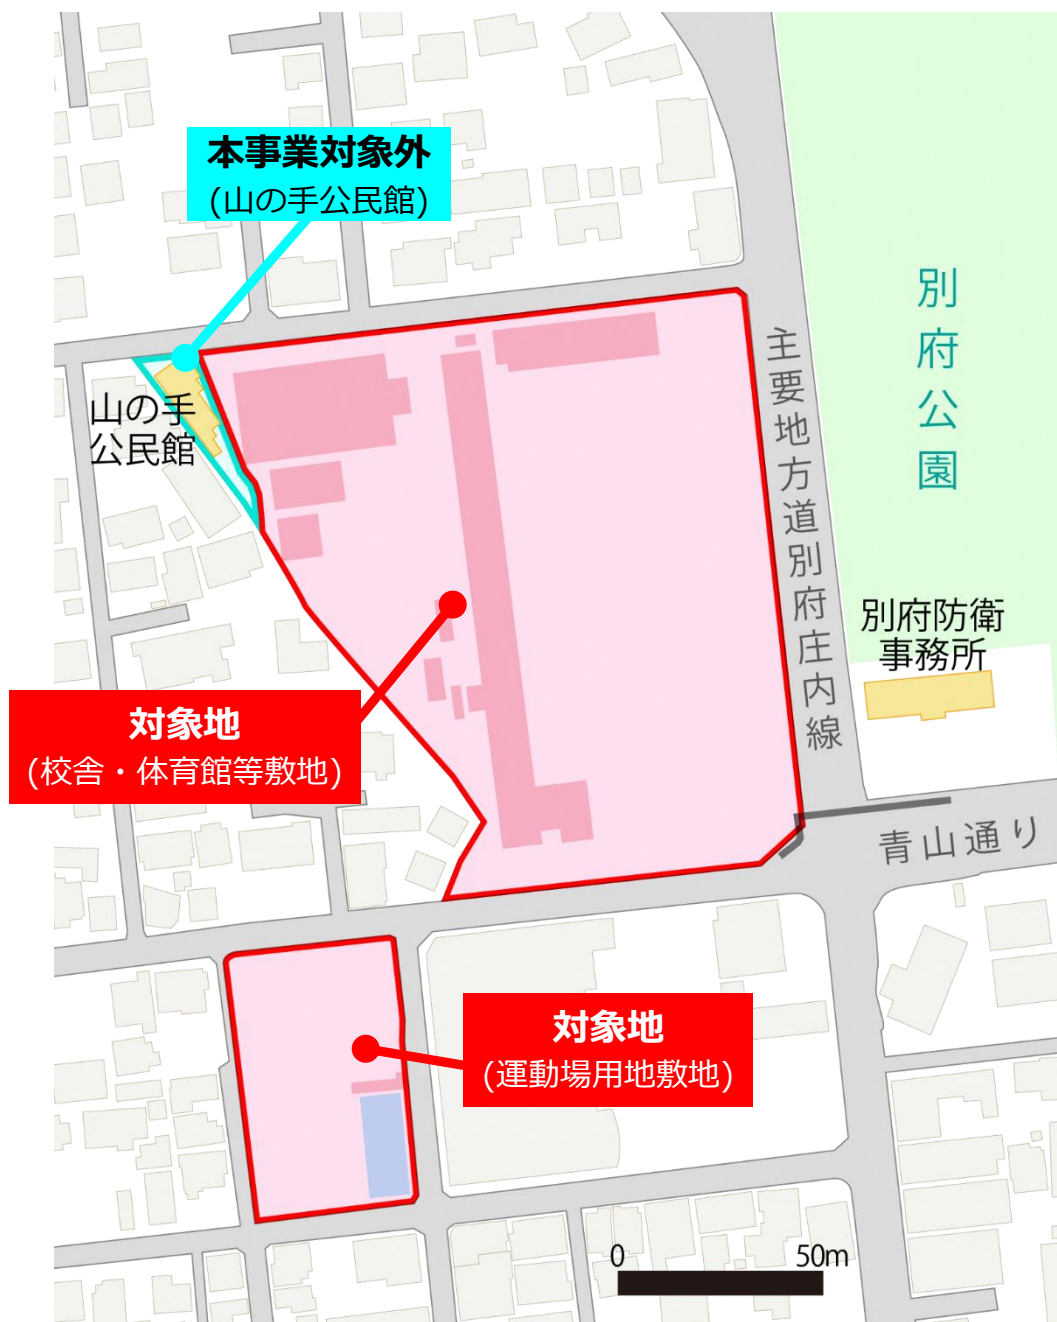 本事業対象外
(山の手公民館)
山の手
公民館
別府公園
主要地方道別府庄内線
別府防衛
事務所
対象地
(校舎・体育館等敷地)
青山通り
対象地
(運動場用地敷地)
0 50m